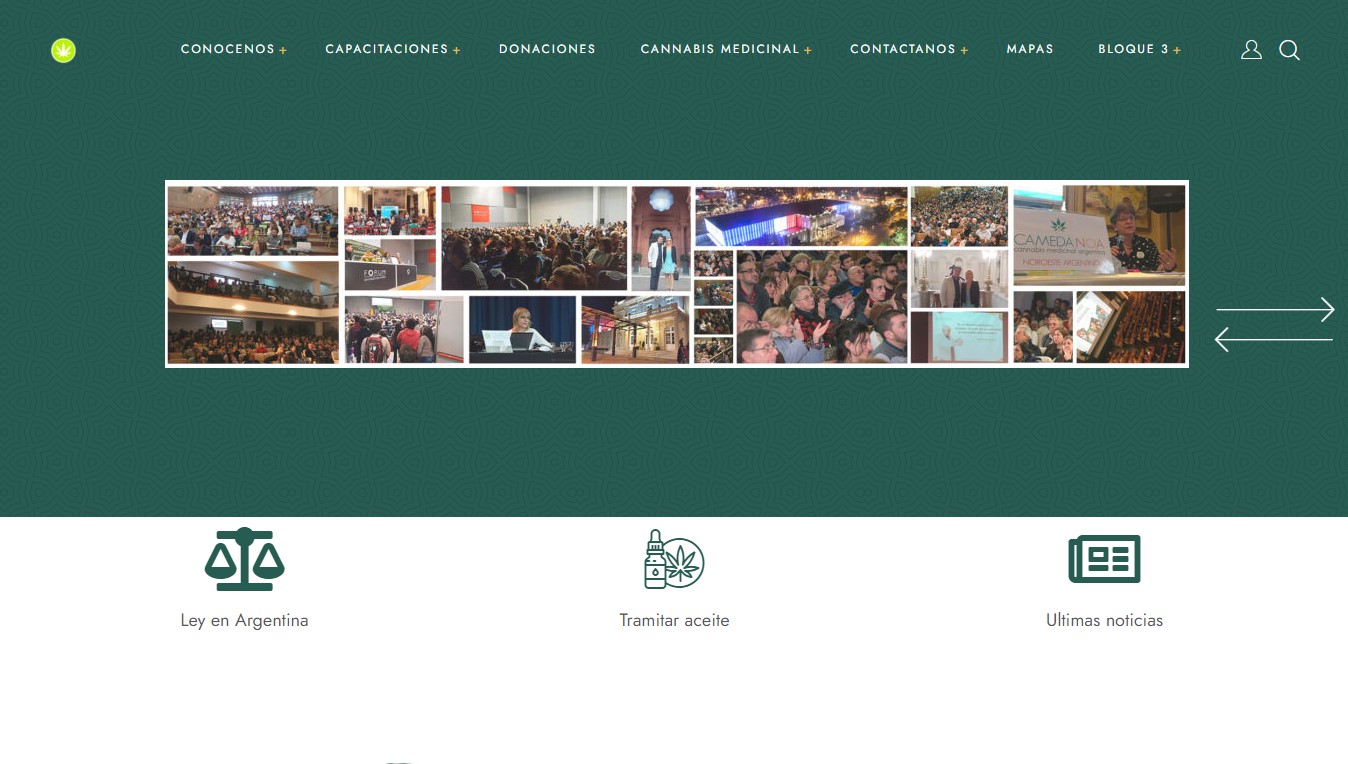 CONOCENOS +
CAPACITACIONES +
DONACIONES
CANNABIS MEDICINAL +
CONTACTANOS +
MAPAS
BLOQUE 3 +
FORUM
CAMEDA NOA
cannabis medicinal argentina
NOROESTE ARGENTINO
Ley en Argentina
Tramitar aceite
Ultimas noticias